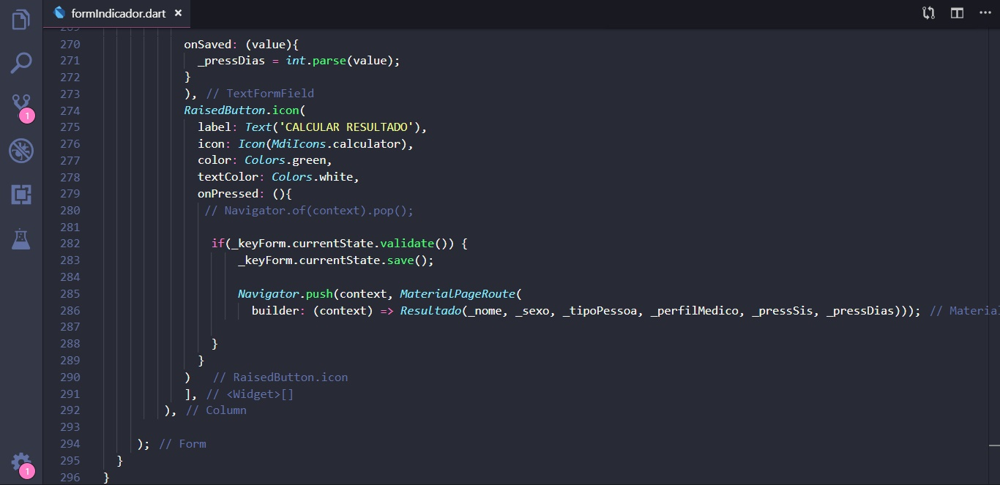 formIndicador.dart ×
269
270 onSaved: (value){
271 _pressDias = int.parse(value);
272 }
273 ), // TextFormField
274 RaisedButton.icon(
275 label: Text('CALCULAR RESULTADO'),
276 icon: Icon(MdiIcons.calculator),
277 color: Colors.green,
278 textColor: Colors.white,
279 onPressed: (){
280 // Navigator.of(context).pop();
281
282 if(_keyForm.currentState.validate()) {
283 _keyForm.currentState.save();
284
285 Navigator.push(context, MaterialPageRoute(
286 builder: (context) => Resultado(_nome, _sexo, _tipoPessoa, _perfilMedico, _pressSis, _pressDias))); // Material
287
288 }
289 }
290 ) // RaisedButton.icon
291 ], // <Widget>[]
292 ), // Column
293
294 ); // Form
295 }
296 }
1
1